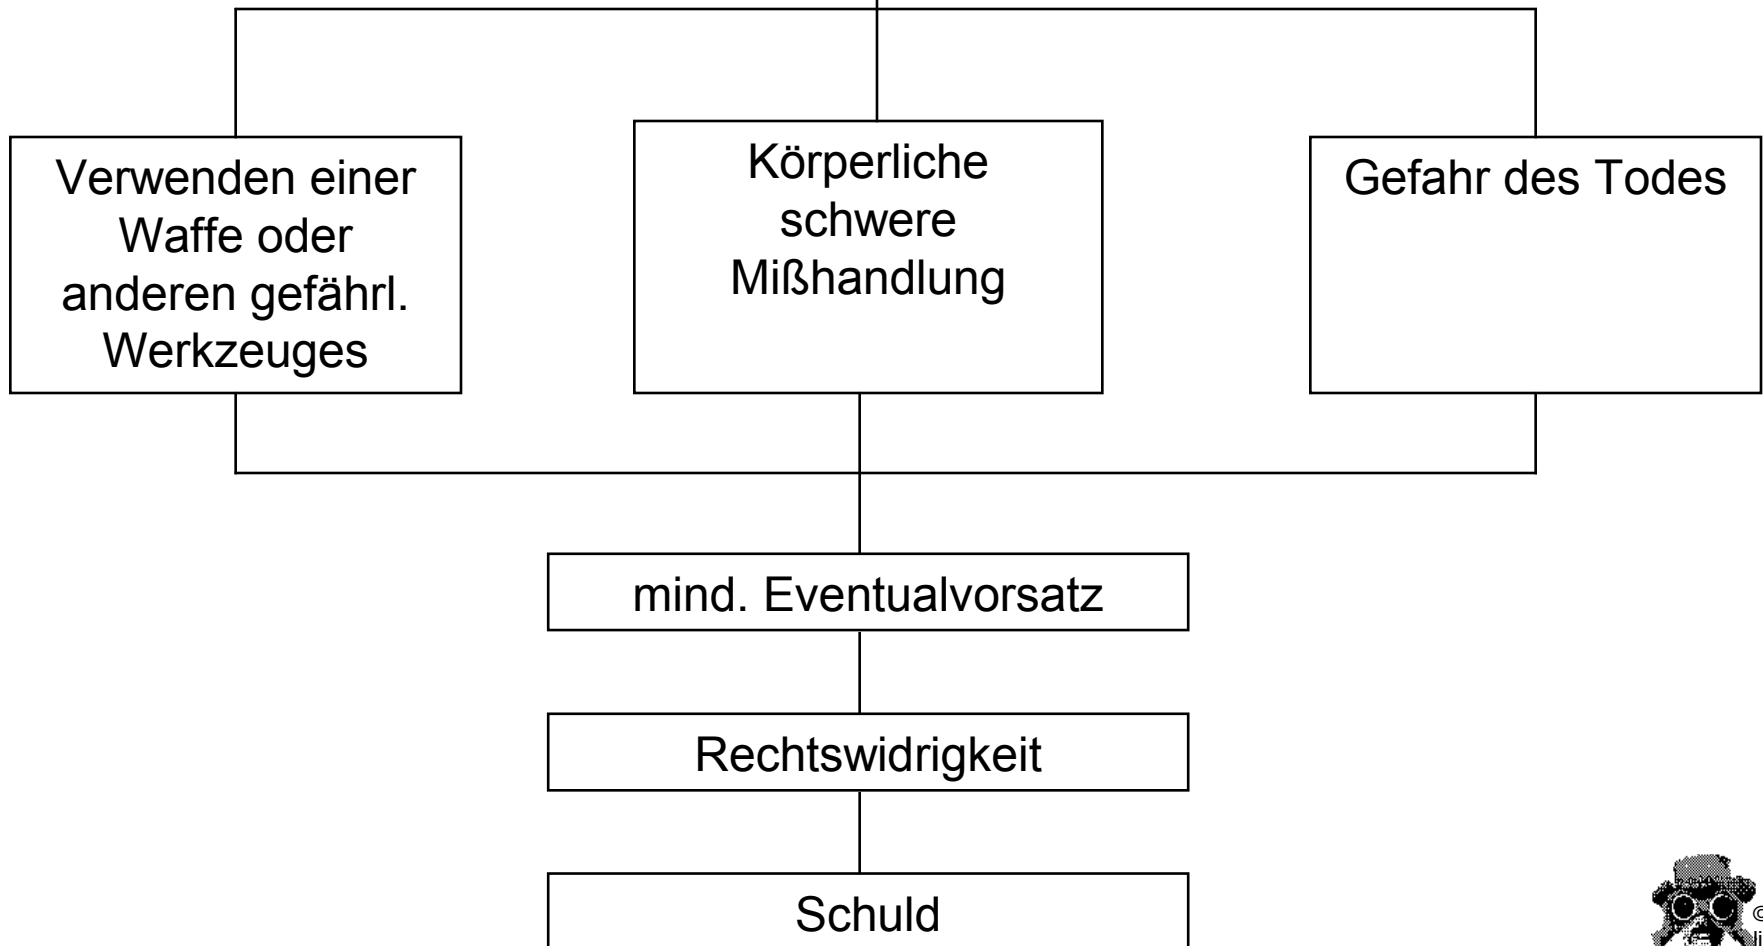 Verwenden einer
Waffe oder
anderen gefährl.
Werkzeuges
Körperliche
schwere
Mißhandlung
Gefahr des Todes
mind. Eventualvorsatz
Rechtswidrigkeit
Schuld
©